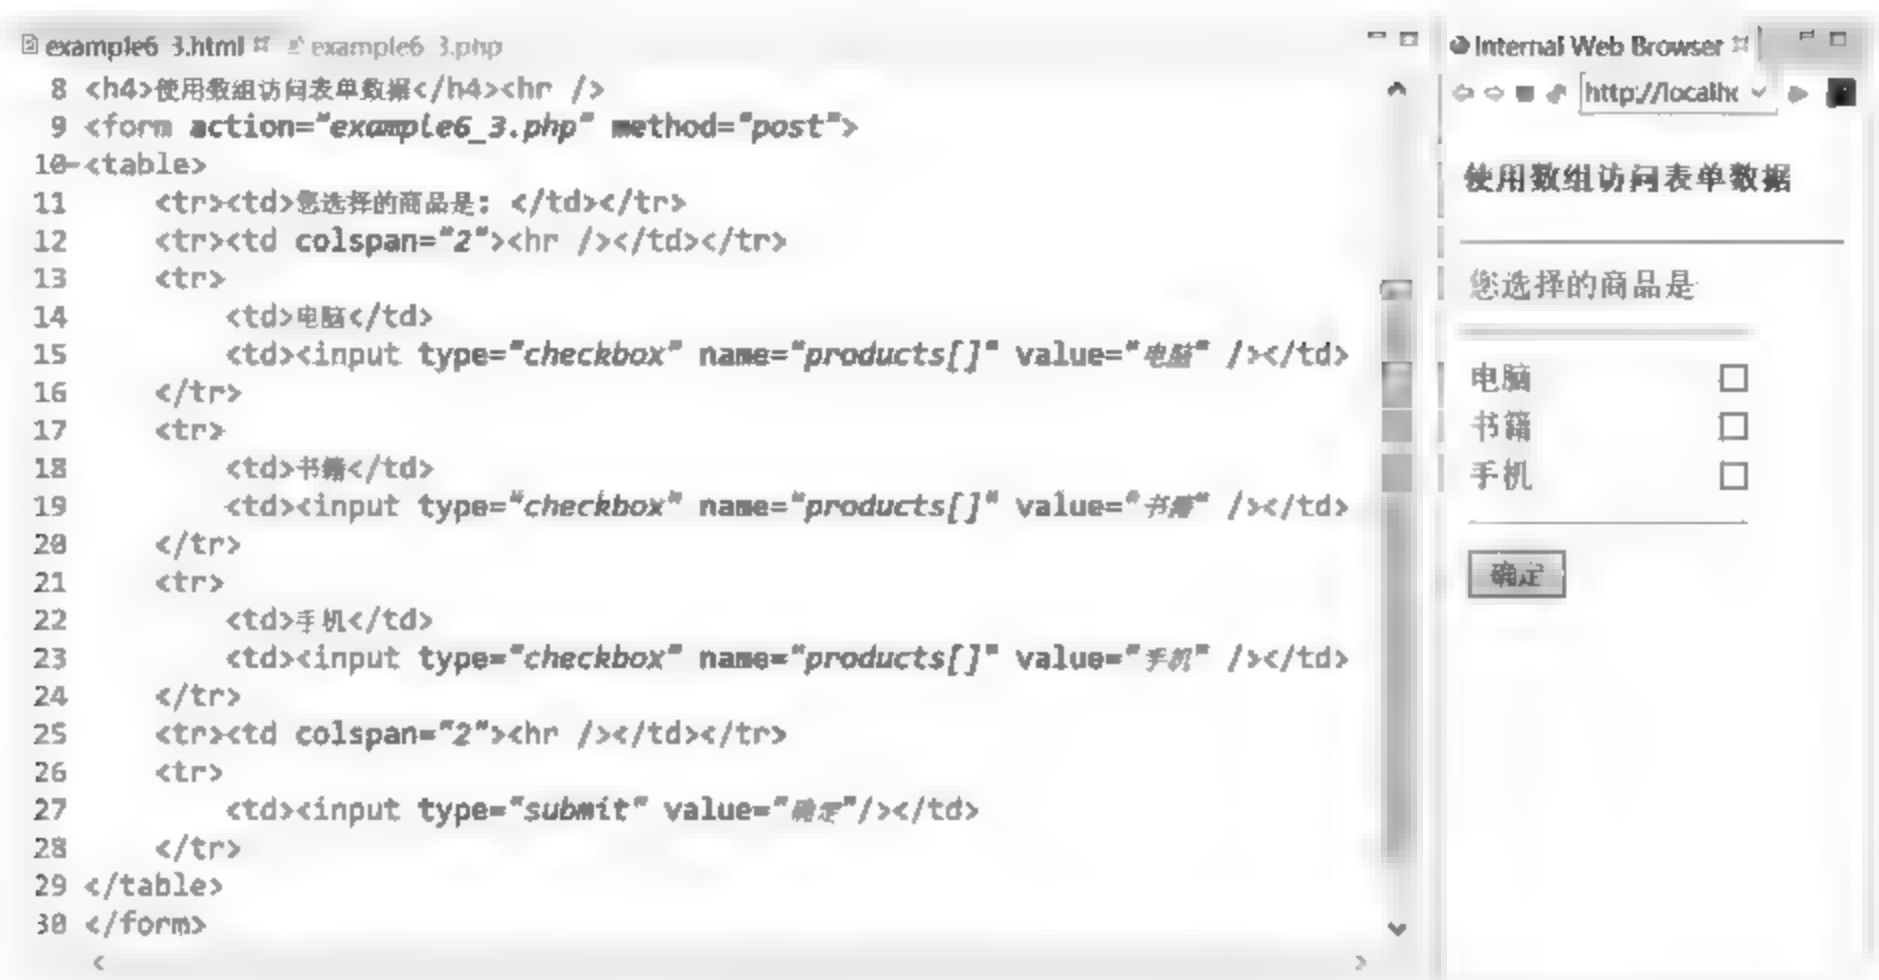 example6_3.html example6_3.php
8 <h4>使用数组访问表单数据</h4><hr />
9 <form action="example6_3.php" method="post">
10 <table>
11 <tr><td>您选择的商品是: </td></tr>
12 <tr><td colspan="2"><hr /></td></tr>
13 <tr>
14 <td>电脑</td>
15 <td><input type="checkbox" name="products[]" value="电脑" /></td>
16 </tr>
17 <tr>
18 <td>书籍</td>
19 <td><input type="checkbox" name="products[]" value="书籍" /></td>
20 </tr>
21 <tr>
22 <td>手机</td>
23 <td><input type="checkbox" name="products[]" value="手机" /></td>
24 </tr>
25 <tr><td colspan="2"><hr /></td></tr>
26 <tr>
27 <td><input type="submit" value="确定"/></td>
28 </tr>
29 </table>
30 </form>
Internal Web Browser
http://localh
使用数组访问表单数据
您选择的商品是
电脑
书籍
手机
确定